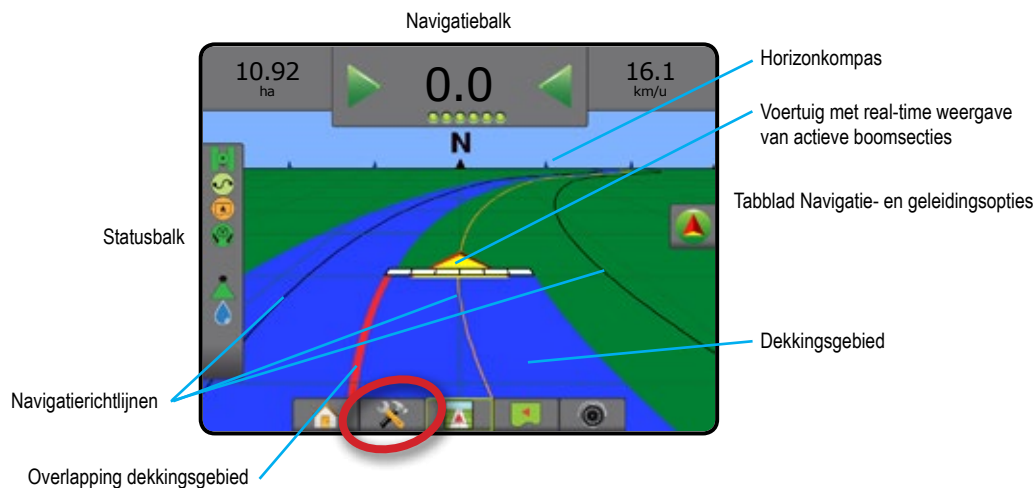 Navigatiebalk
10.92
ha
0.0
16.1
km/u
N
Horizonkompas
Voertuig met real-time weergave
van actieve boomsecties
Tabblad Navigatie- en geleidingsopties
Statusbalk
Dekkingsgebied
Navigatierichtlijnen
Overlapping dekkingsgebied